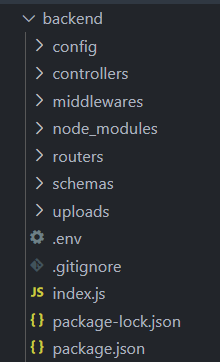 backend
config
controllers
middlewares
node_modules
routers
schemas
uploads
.env
.gitignore
JS index.js
{} package-lock.json
{} package.json